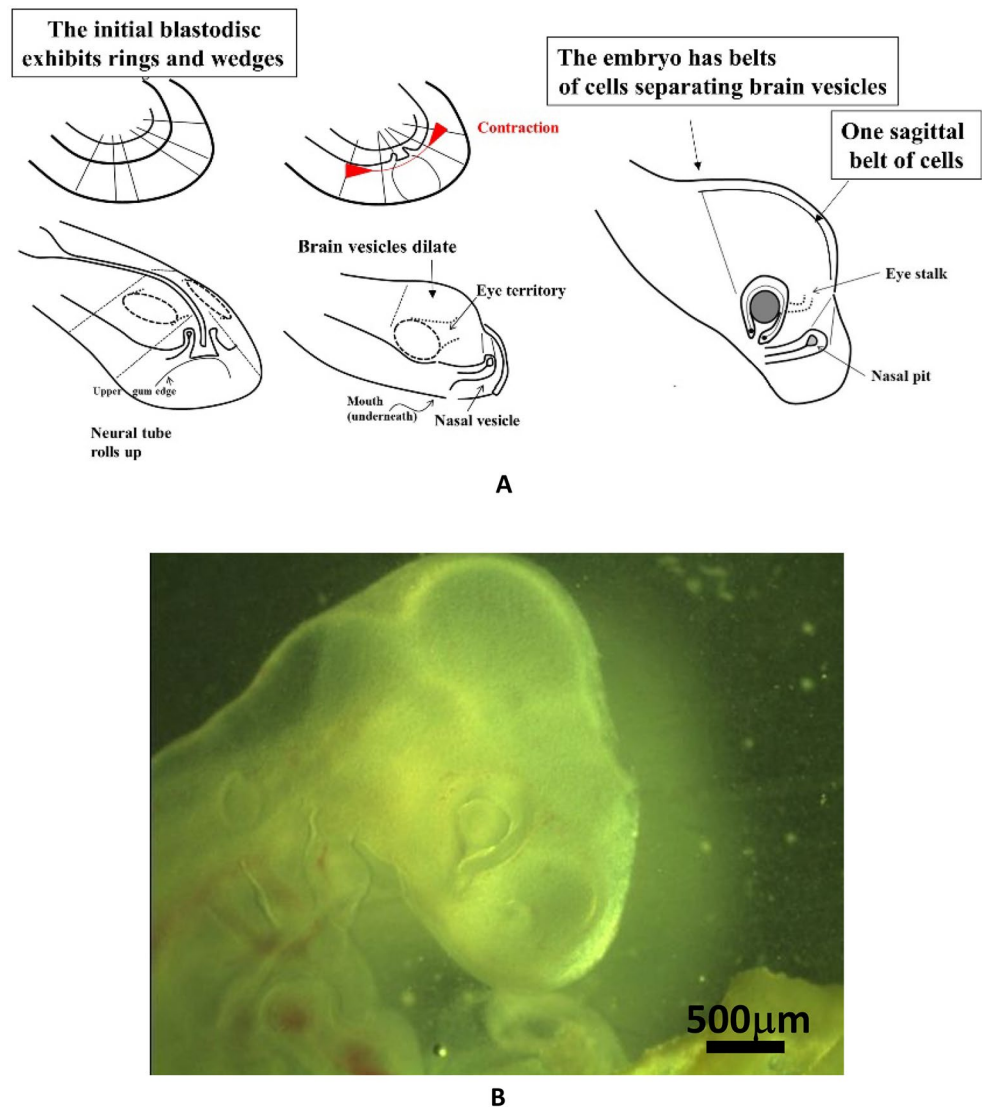 The initial blastodisc
exhibits rings and wedges
The embryo has belts
of cells separating brain vesicles
One sagittal
belt of cells
Contraction
Brain vesicles dilate
Eye territory
Eye stalk
Upper gum edge
Mouth
(underneath)
Nasal vesicle
Nasal pit
Neural tube
rolls up
A
500μm
B